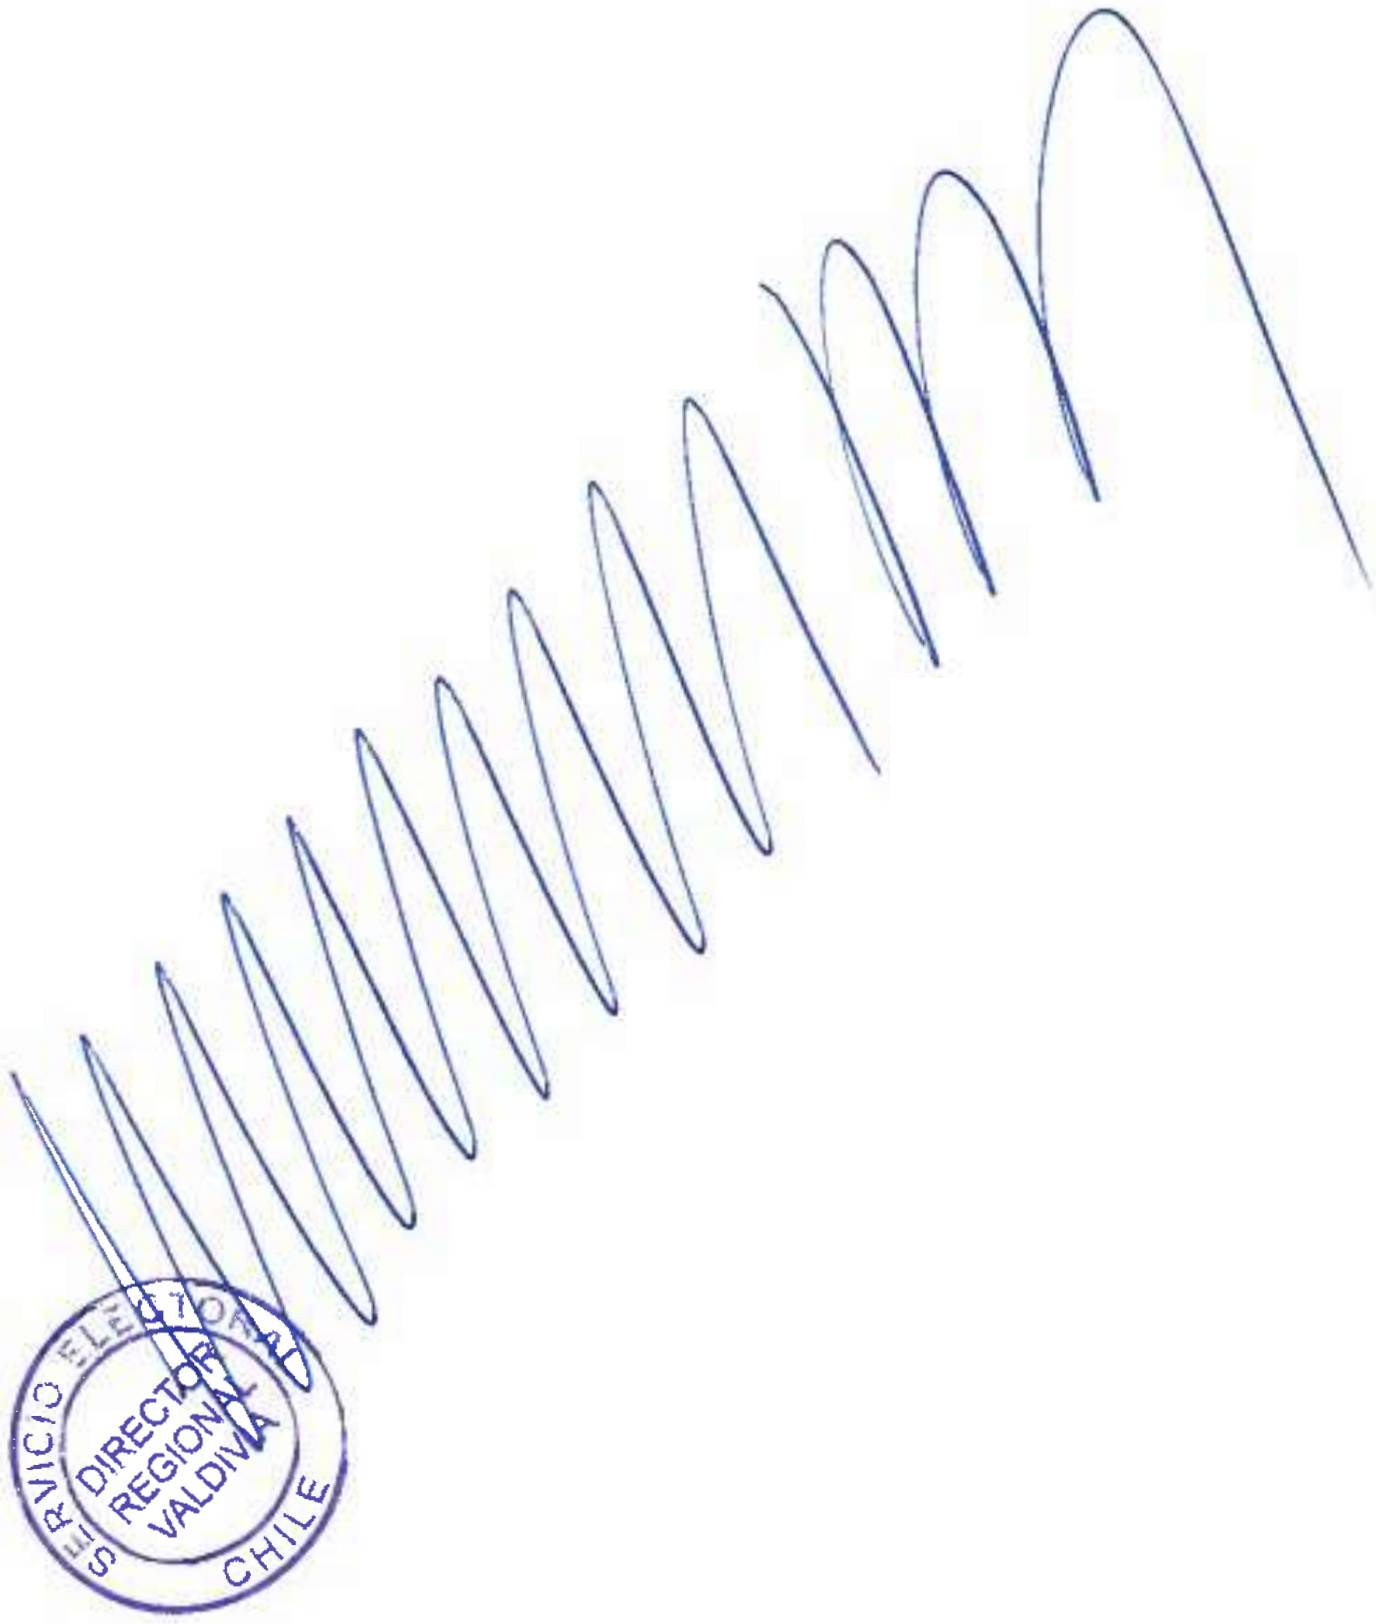 SERVICIO ELECTORAL
DIRECTOR
REGIONAL
VALDIVIA
CHILE